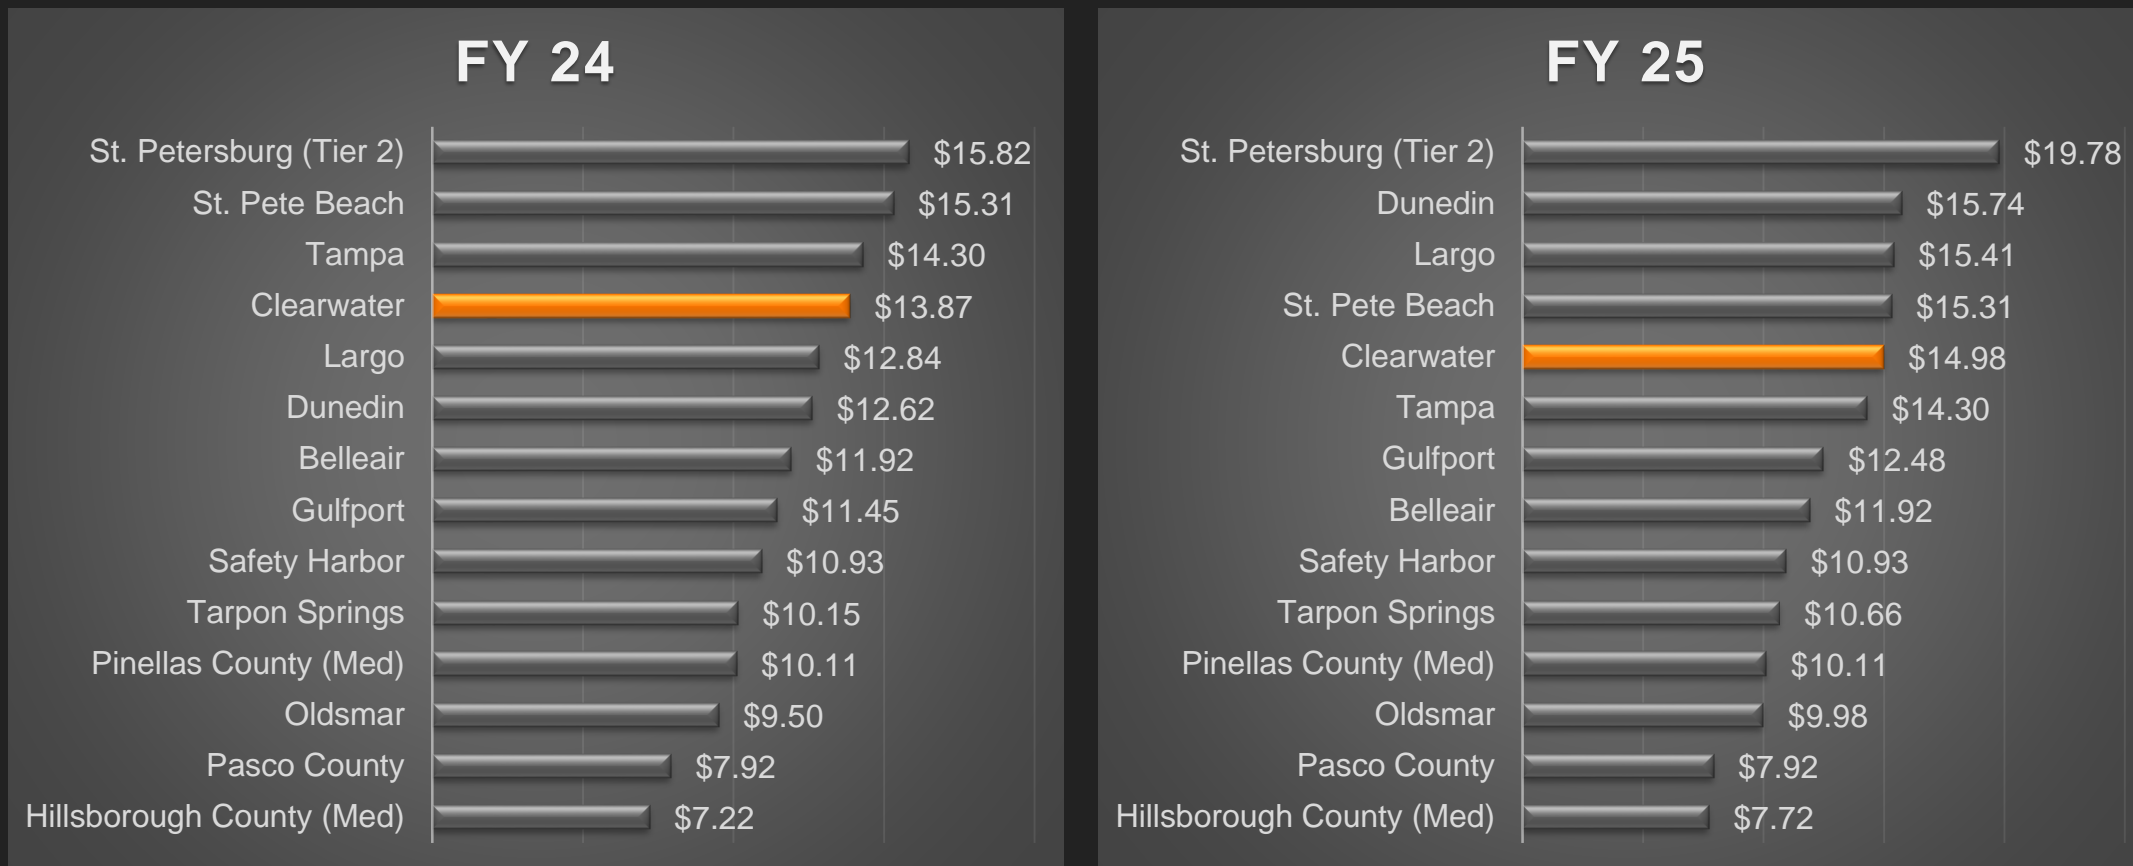 FY 24
St. Petersburg (Tier 2) $15.82
St. Pete Beach $15.31
Tampa $14.30
Clearwater $13.87
Largo $12.84
Dunedin $12.62
Belleair $11.92
Gulfport $11.45
Safety Harbor $10.93
Tarpon Springs $10.15
Pinellas County (Med) $10.11
Oldsmar $9.50
Pasco County $7.92
Hillsborough County (Med) $7.22
FY 25
St. Petersburg (Tier 2) $19.78
Dunedin $15.74
Largo $15.41
St. Pete Beach $15.31
Clearwater $14.98
Tampa $14.30
Gulfport $12.48
Belleair $11.92
Safety Harbor $10.93
Tarpon Springs $10.66
Pinellas County (Med) $10.11
Oldsmar $9.98
Pasco County $7.92
Hillsborough County (Med) $7.72